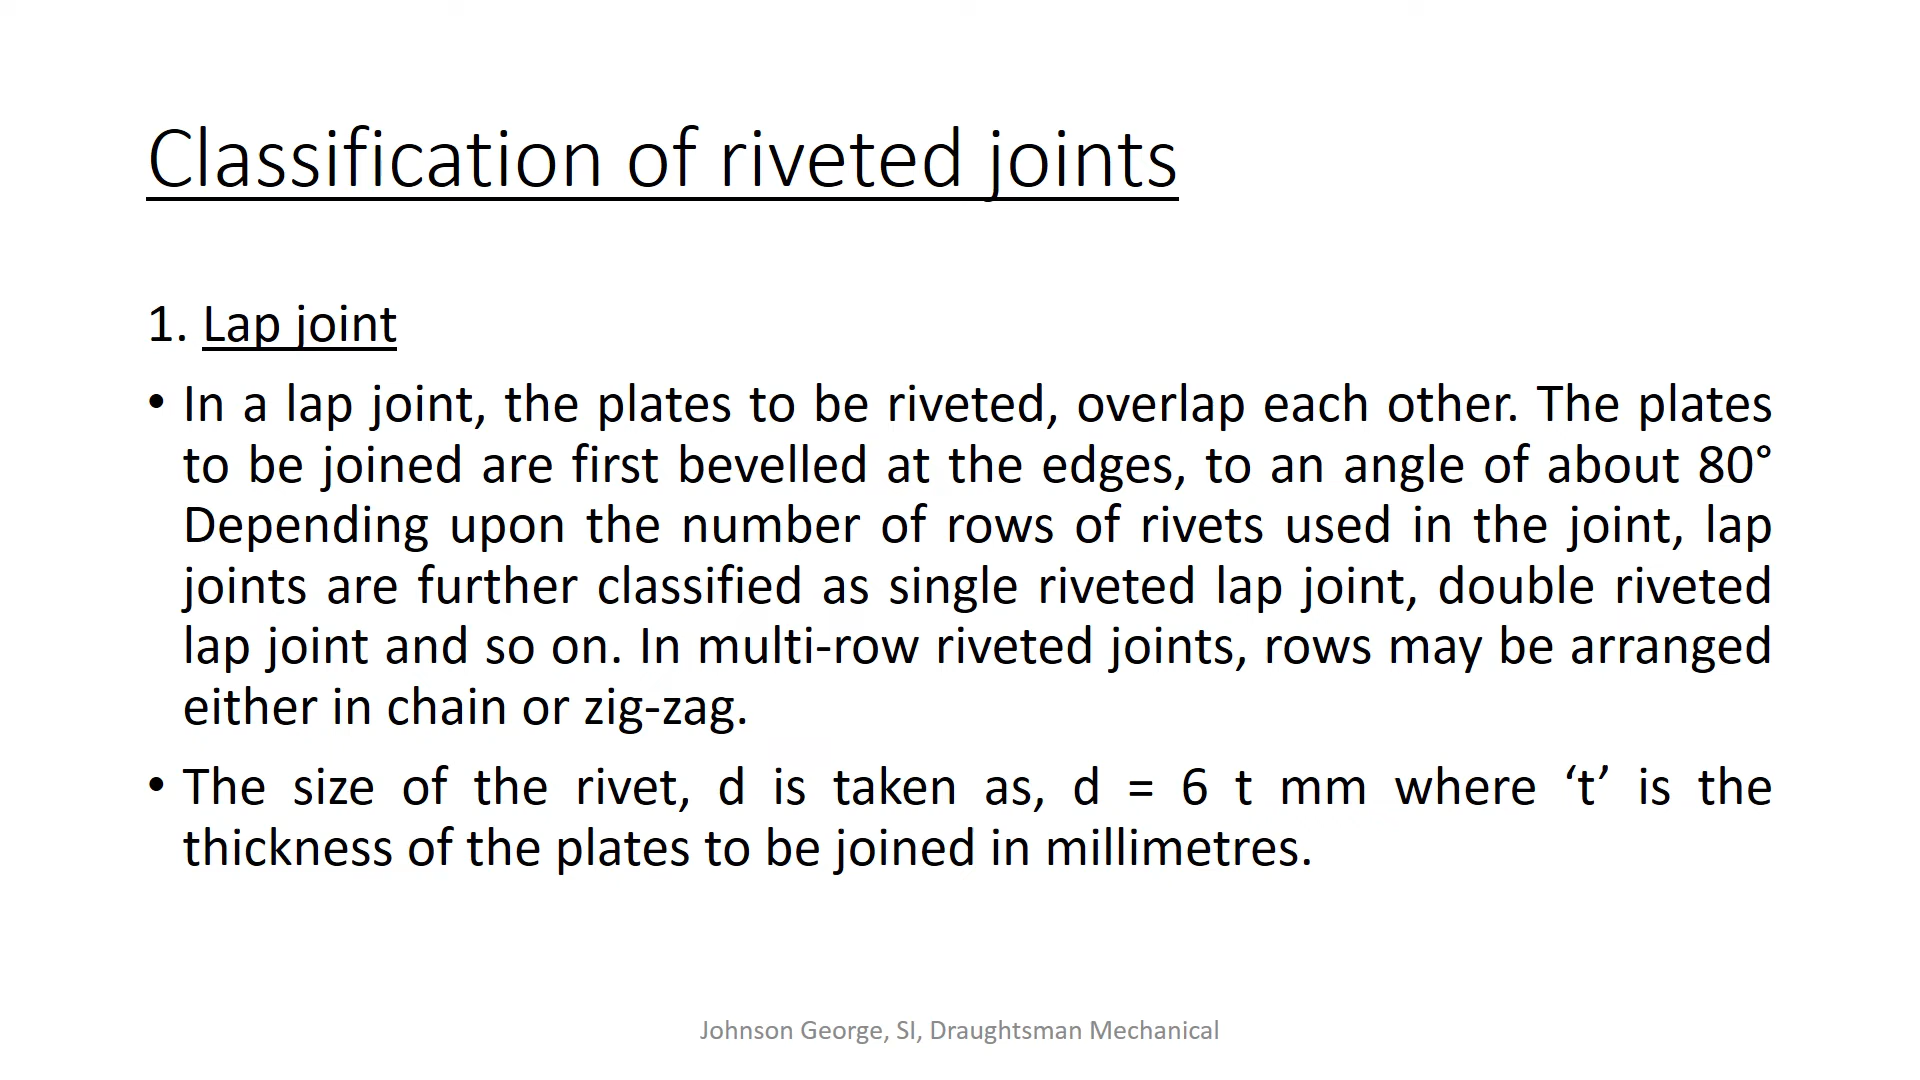 Classification of riveted joints
1. Lap joint
• In a lap joint, the plates to be riveted, overlap each other. The plates
to be joined are first bevelled at the edges, to an angle of about 80°
Depending upon the number of rows of rivets used in the joint, lap
joints are further classified as single riveted lap joint, double riveted
lap joint and so on. In multi-row riveted joints, rows may be arranged
either in chain or zig-zag.
• The size of the rivet, d is taken as, d = 6 t mm where ‘t’ is the
thickness of the plates to be joined in millimetres.
Johnson George, SI, Draughtsman Mechanical